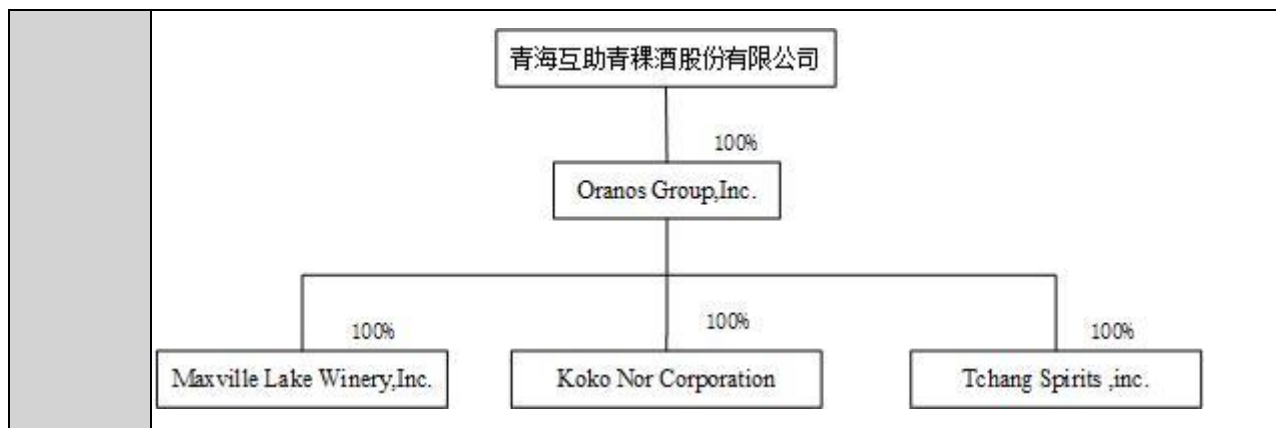 青海互助青稞酒股份有限公司
100%
Oranos Group,Inc.
100%
100%
100%
Maxville Lake Winery,Inc.
Koko Nor Corporation
Tchang Spirits ,inc.